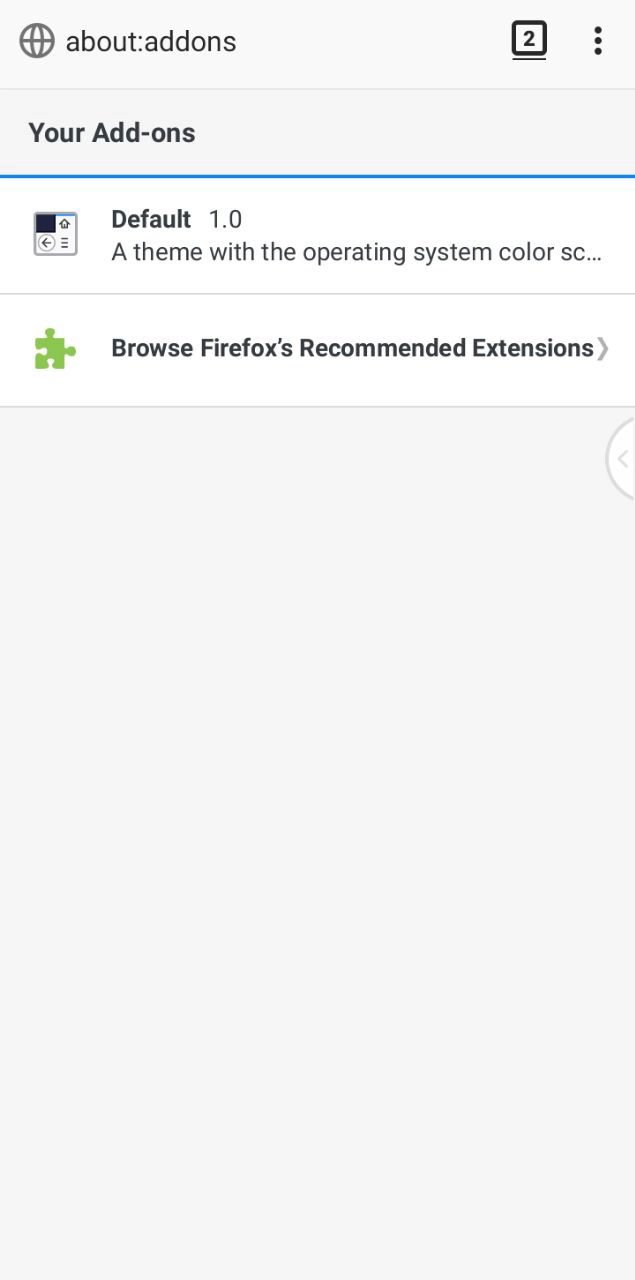 about:addons
2
Your Add-ons
Default 1.0
A theme with the operating system color sc...
Browse Firefox’s Recommended Extensions